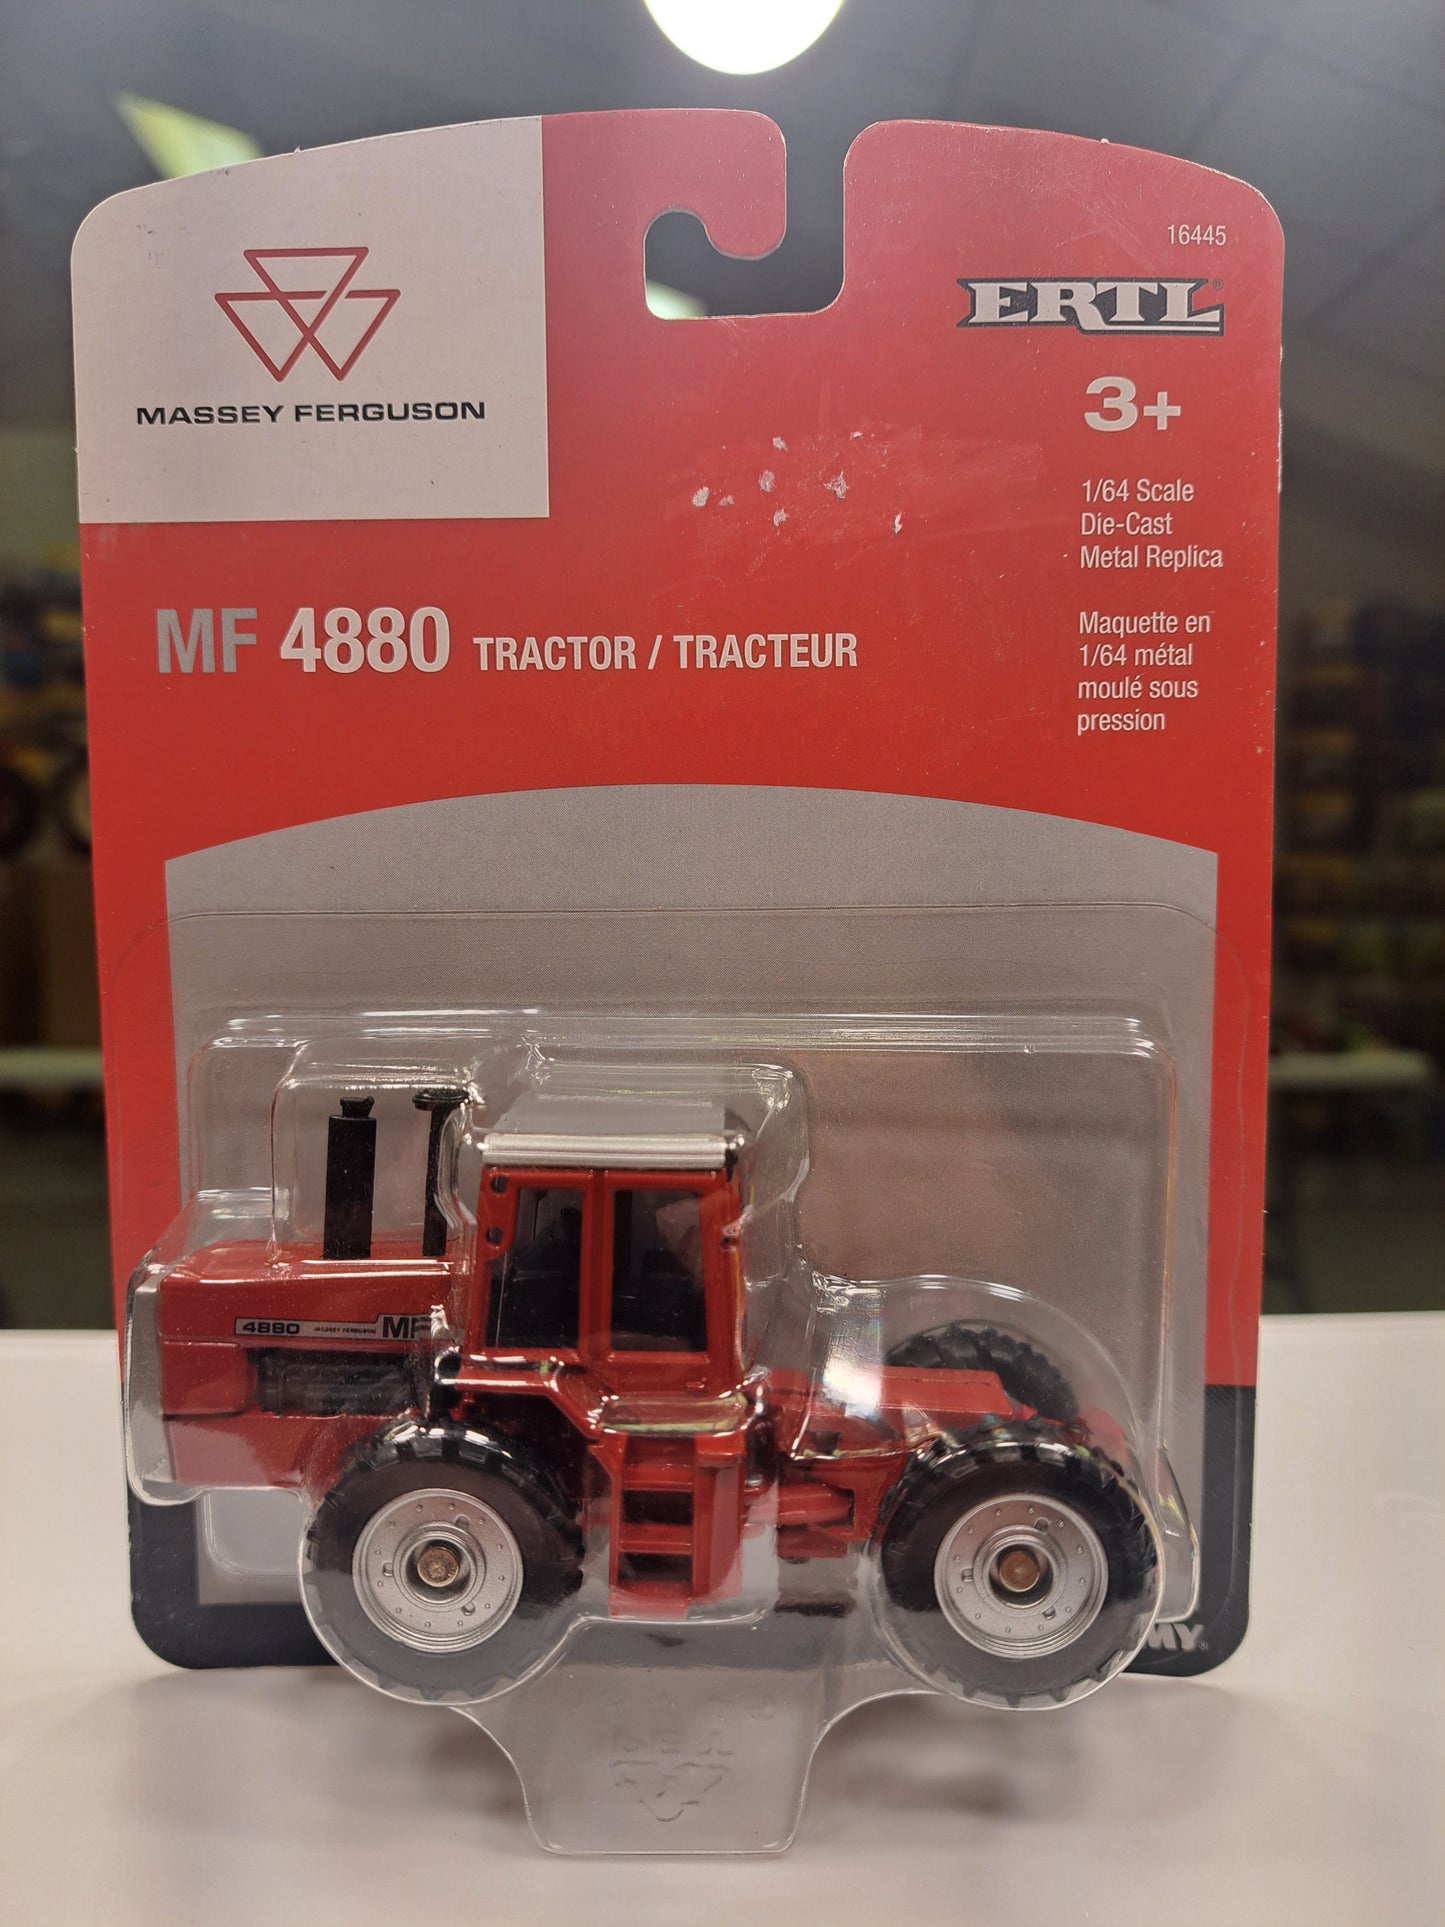 16445
ERTL®
MASSEY FERGUSON
3+
1/64 Scale
Die-Cast
Metal Replica
Maquette en
1/64 métal
moulé sous
pression
MF 4880 TRACTOR / TRACTEUR
4880 MASSEY FERGUSON MF